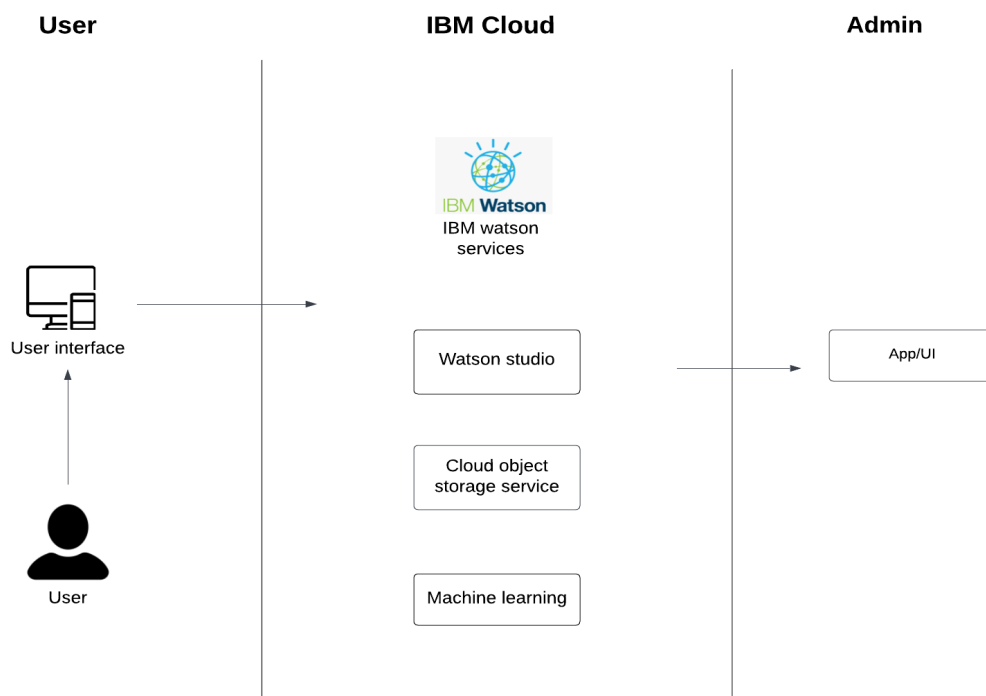 User
IBM Cloud
Admin
IBM Watson
IBM watson
services
User interface
Watson studio
App/UI
Cloud object
storage service
User
Machine learning